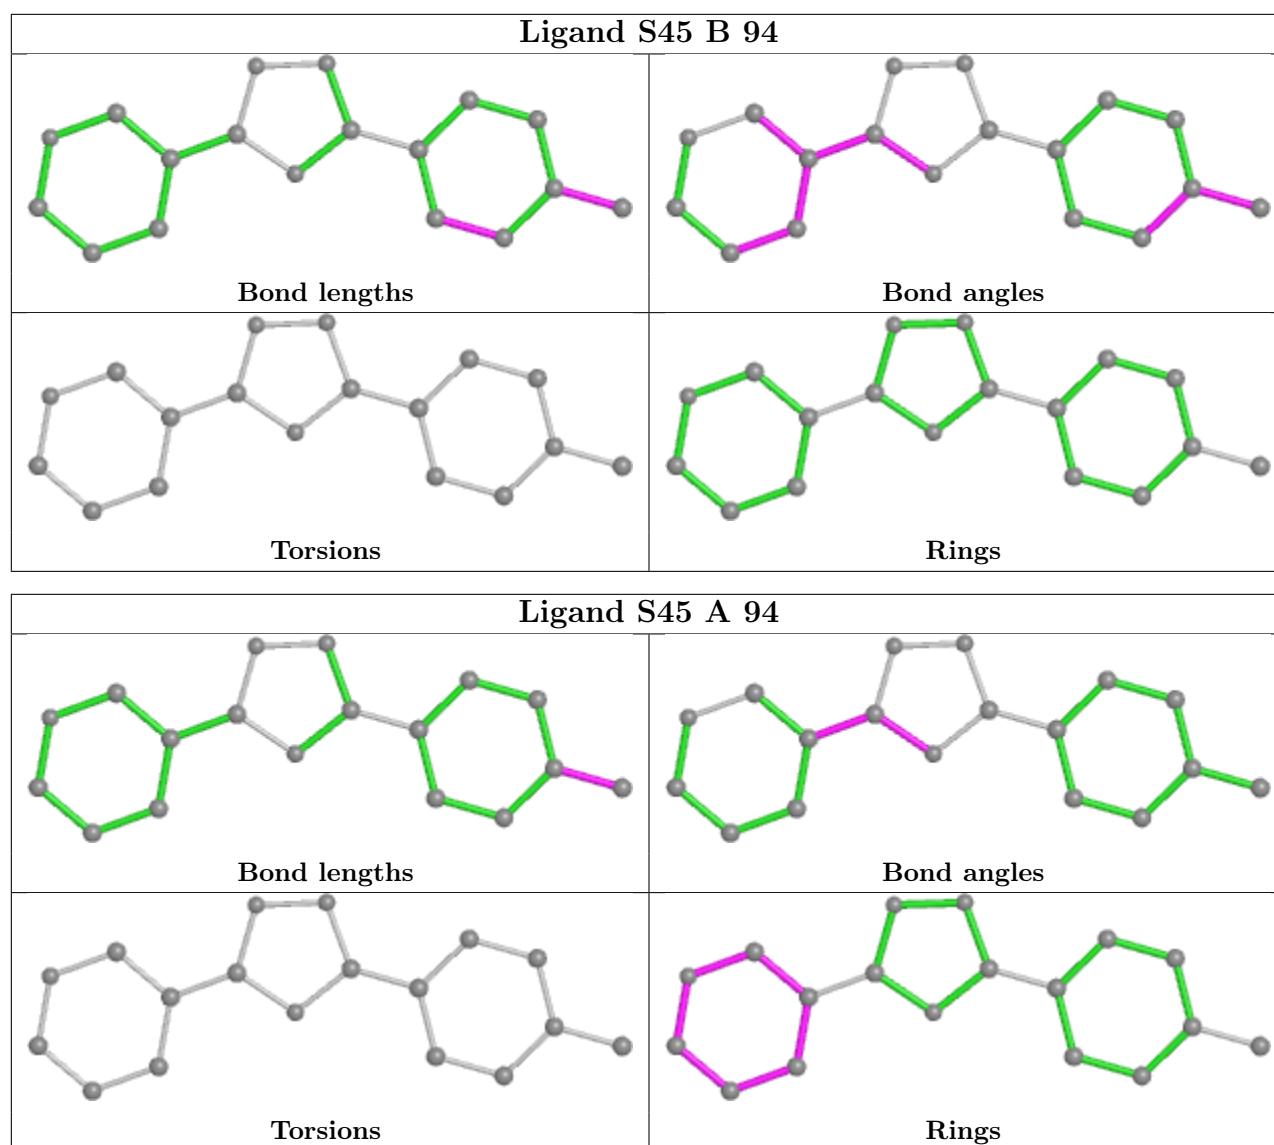 Ligand S45 B 94
Bond lengths
Bond angles
Torsions
Rings
Ligand S45 A 94
Bond lengths
Bond angles
Torsions
Rings